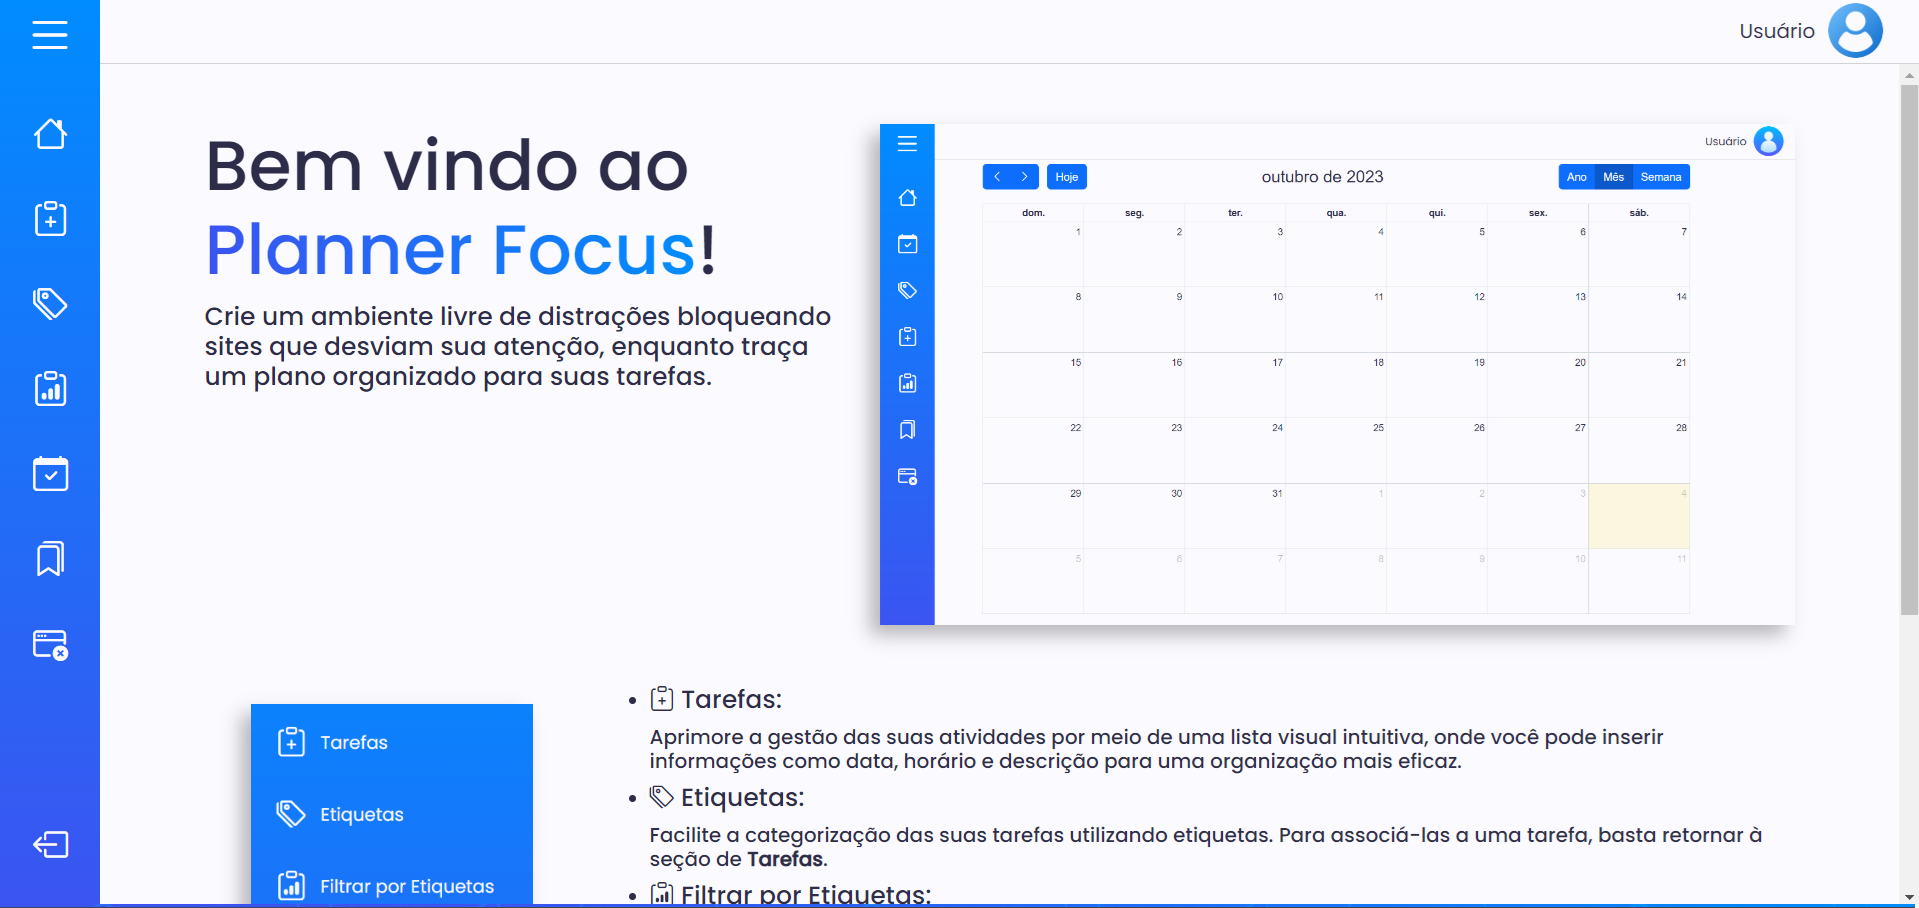 Usuário
Bem vindo ao
Planner Focus!
Crie um ambiente livre de distrações bloqueando
sites que desviam sua atenção, enquanto traça
um plano organizado para suas tarefas.
Usuário
Hoje
outubro de 2023
Ano Mês Semana
dom. seg. ter. qua. qui. sex. sáb.
1 2 3 4 5 6 7
8 9 10 11 12 13 14
15 16 17 18 19 20 21
22 23 24 25 26 27 28
29 30 31 1 2 3 4
5 6 7 8 9 10 11
Tarefas
Etiquetas
Filtrar por Etiquetas
Tarefas:
Aprimore a gestão das suas atividades por meio de uma lista visual intuitiva, onde você pode inserir
informações como data, horário e descrição para uma organização mais eficaz.
Etiquetas:
Facilite a categorização das suas tarefas utilizando etiquetas. Para associá-las a uma tarefa, basta retornar à
seção de Tarefas.
Filtrar por Etiquetas: